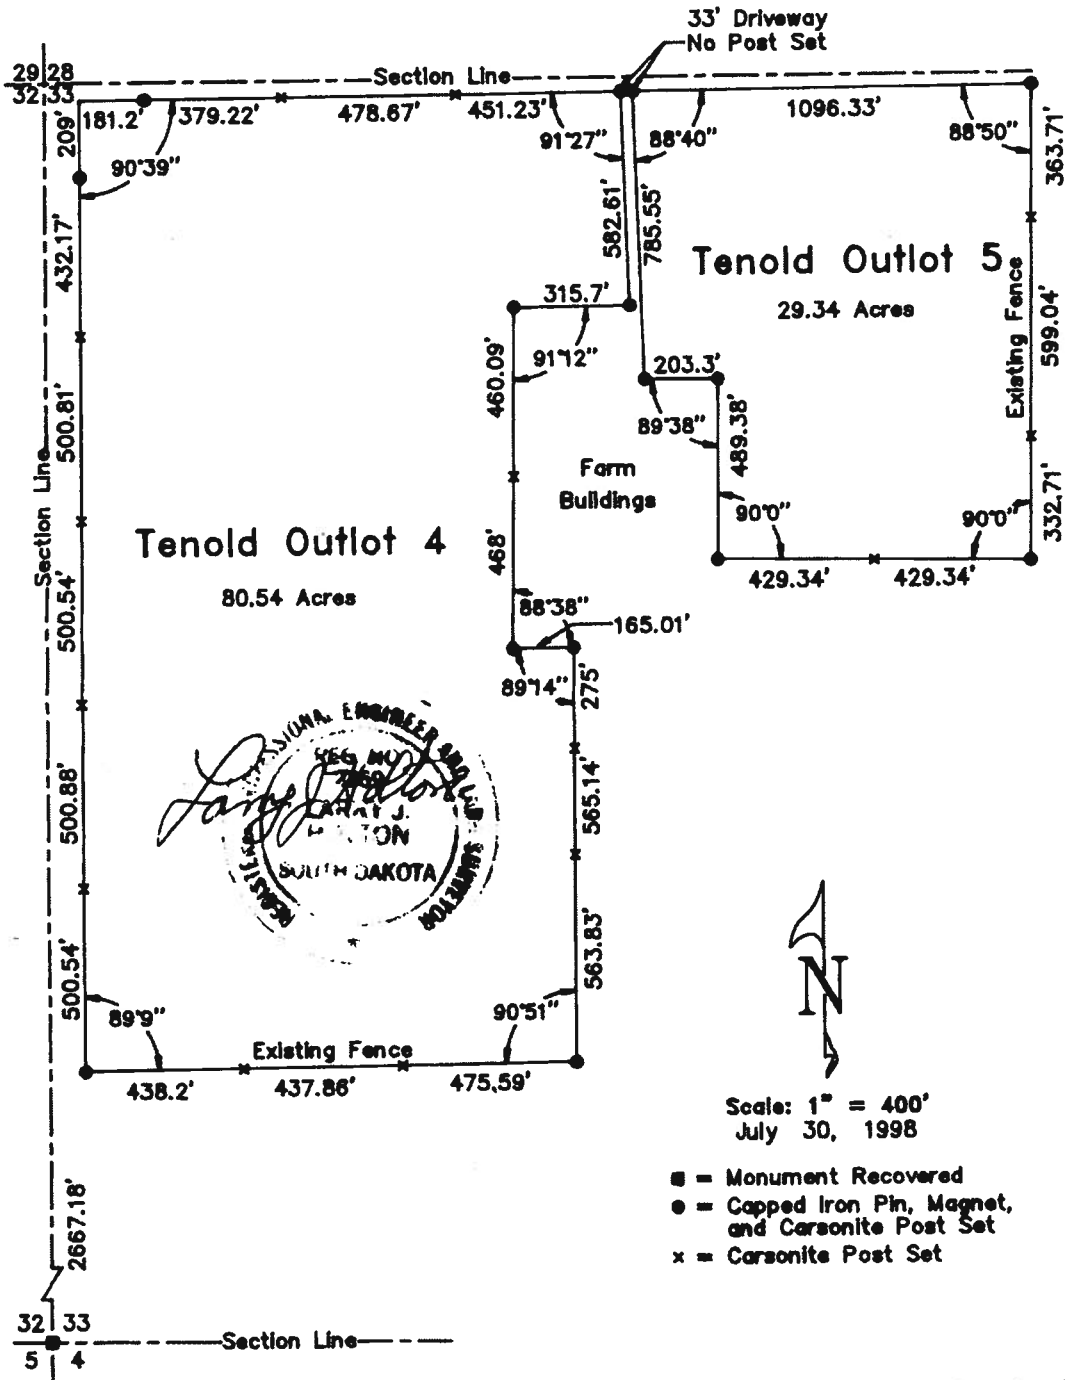 33' Driveway
No Post Set
29 28
32 33
Section Line
181.2'
379.22'
478.67'
451.23'
1096.33'
209'
90°39"
91°27"
88°40"
88°50"
363.71'
432.17'
582.61'
785.55'
Tenold Outlot 5
29.34 Acres
Existing Fence
599.04'
315.7'
91°12"
460.09'
203.3'
89°38"
489.38'
500.81'
Section Line
Farm
Buildings
90°0"
90°0"
332.71'
429.34'
429.34'
Tenold Outlot 4
80.54 Acres
468'
88°38"
165.01'
89°14"
275'
500.54'
500.88'
565.14'
ENGINEER AND
REG. NO.
J.
SOUTH DAKOTA
SURVEYOR
563.83'
500.54'
89°9"
90°51"
Existing Fence
438.2'
437.86'
475.59'
N
Scale: 1" = 400'
July 30, 1998
■ = Monument Recovered
● = Capped Iron Pin, Magnet,
and Carsonite Post Set
x = Carsonite Post Set
2667.18'
32 33
5 4
Section Line